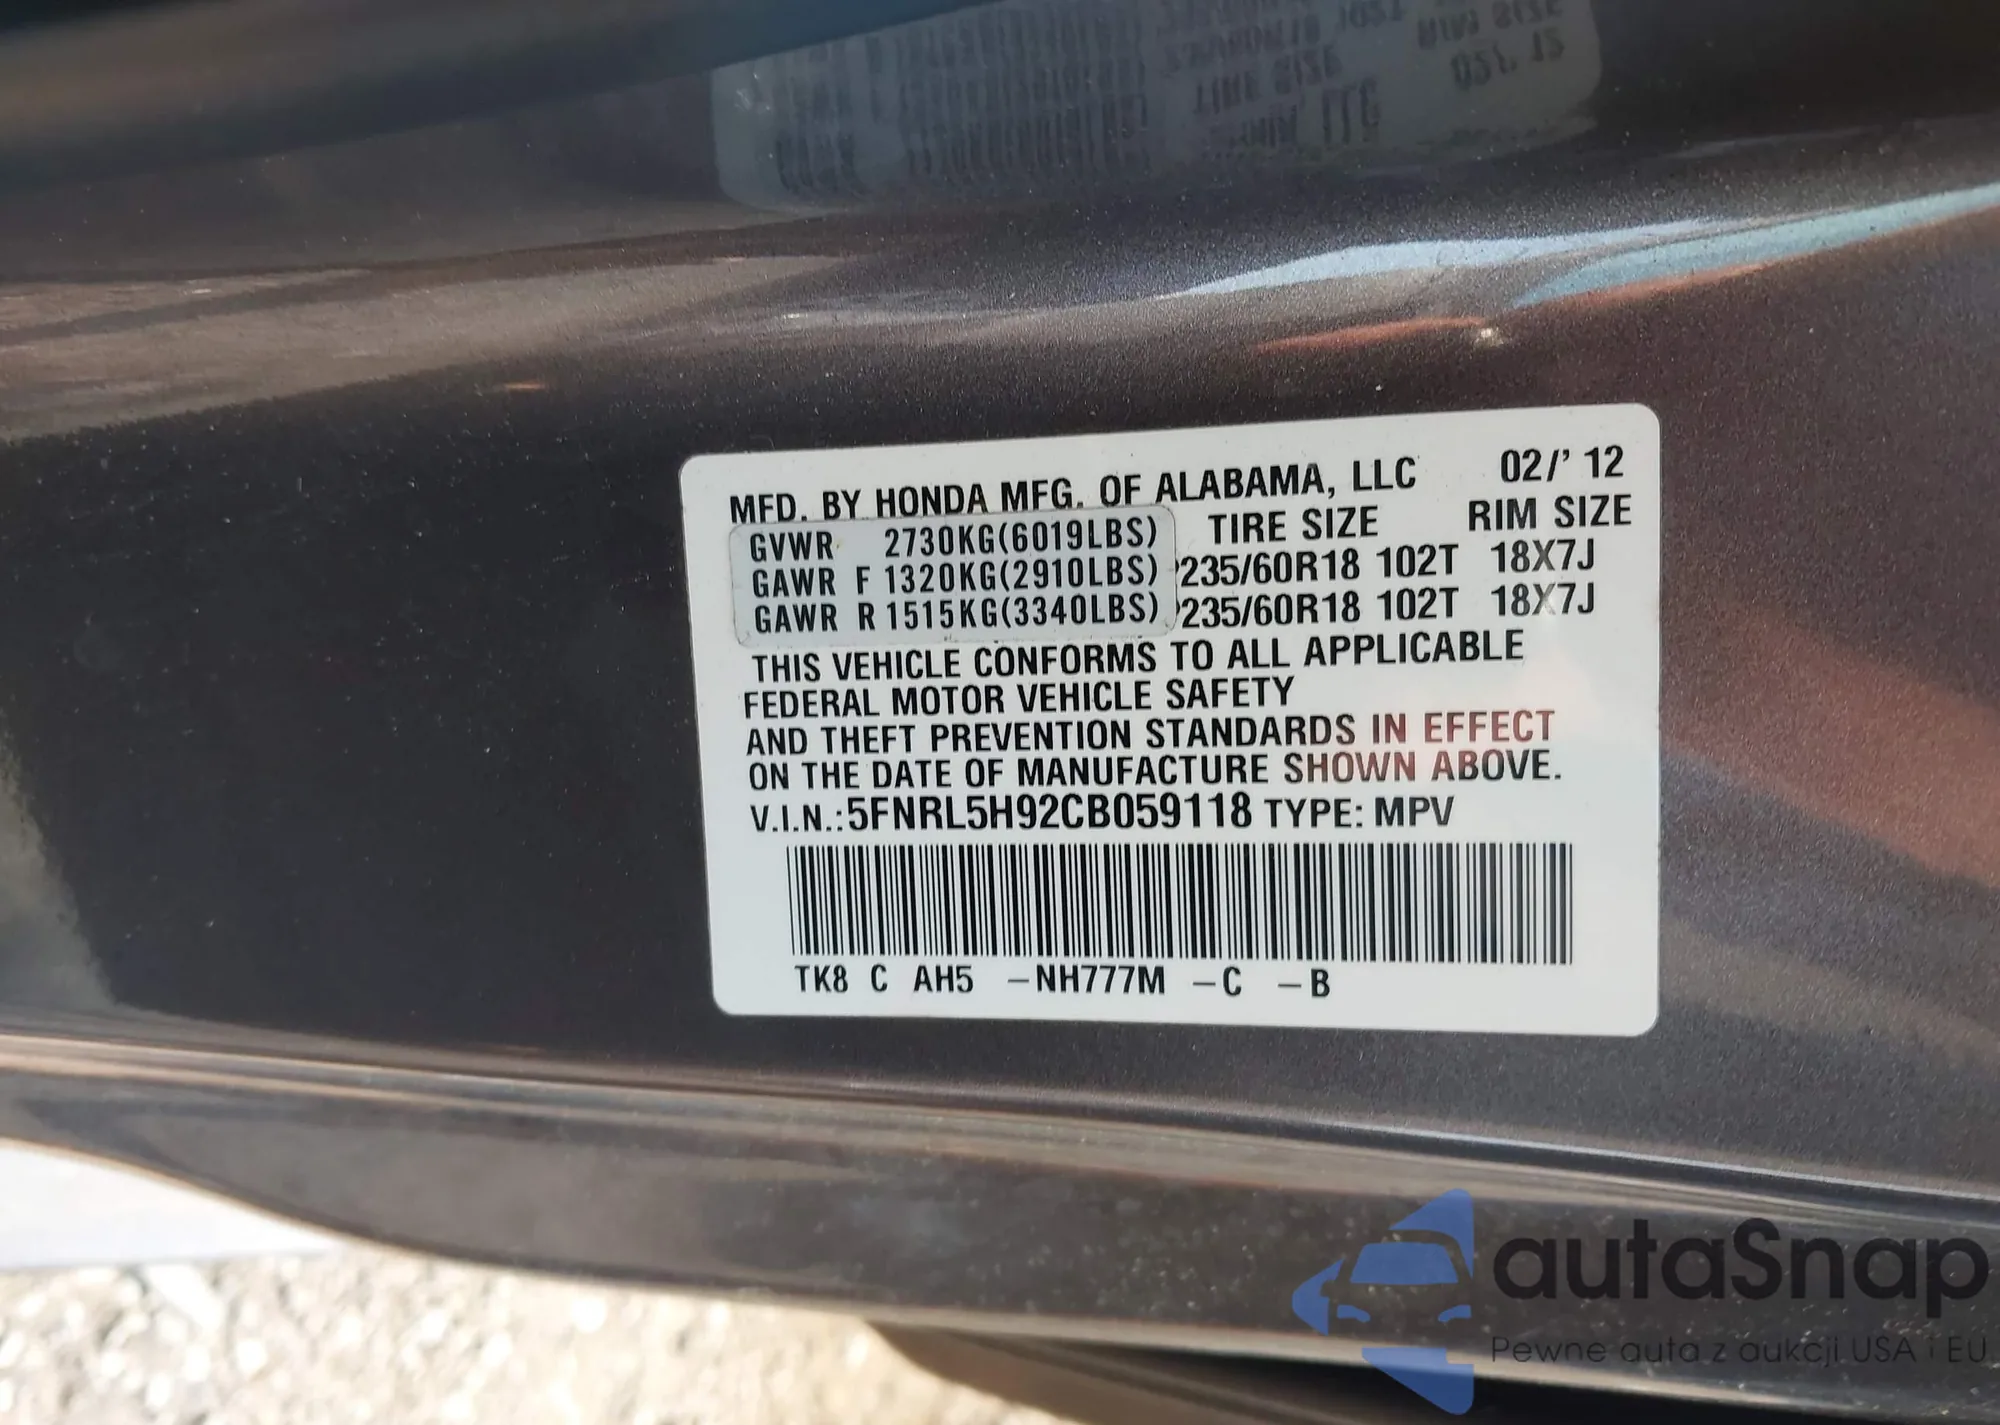 MFD. BY HONDA MFG. OF ALABAMA, LLC 02/' 12
GVWR 2730KG(6019LBS) TIRE SIZE RIM SIZE
GAWR F 1320KG(2910LBS) P235/60R18 102T 18X7J
GAWR R 1515KG(3340LBS) P235/60R18 102T 18X7J
THIS VEHICLE CONFORMS TO ALL APPLICABLE
FEDERAL MOTOR VEHICLE SAFETY
AND THEFT PREVENTION STANDARDS IN EFFECT
ON THE DATE OF MANUFACTURE SHOWN ABOVE.
V.I.N.:5FNRL5H92CB059118 TYPE: MPV
TK8 C AH5 -NH777M -C -B
autaSnap
Pewne auta z aukcji USA i EU